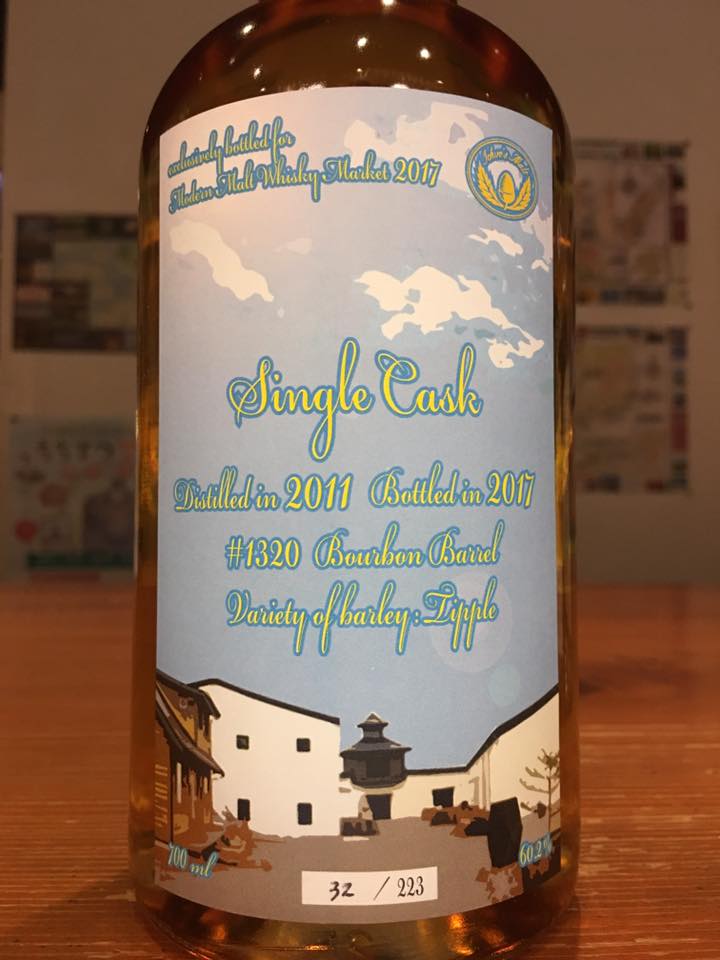 exclusively bottled for
Modern Malt Whisky Market 2017
Single Cask
Distilled in 2011 Bottled in 2017
#1320 Bourbon Barrel
Variety of barley : Tipple
700 ml
60.2%
32 / 223